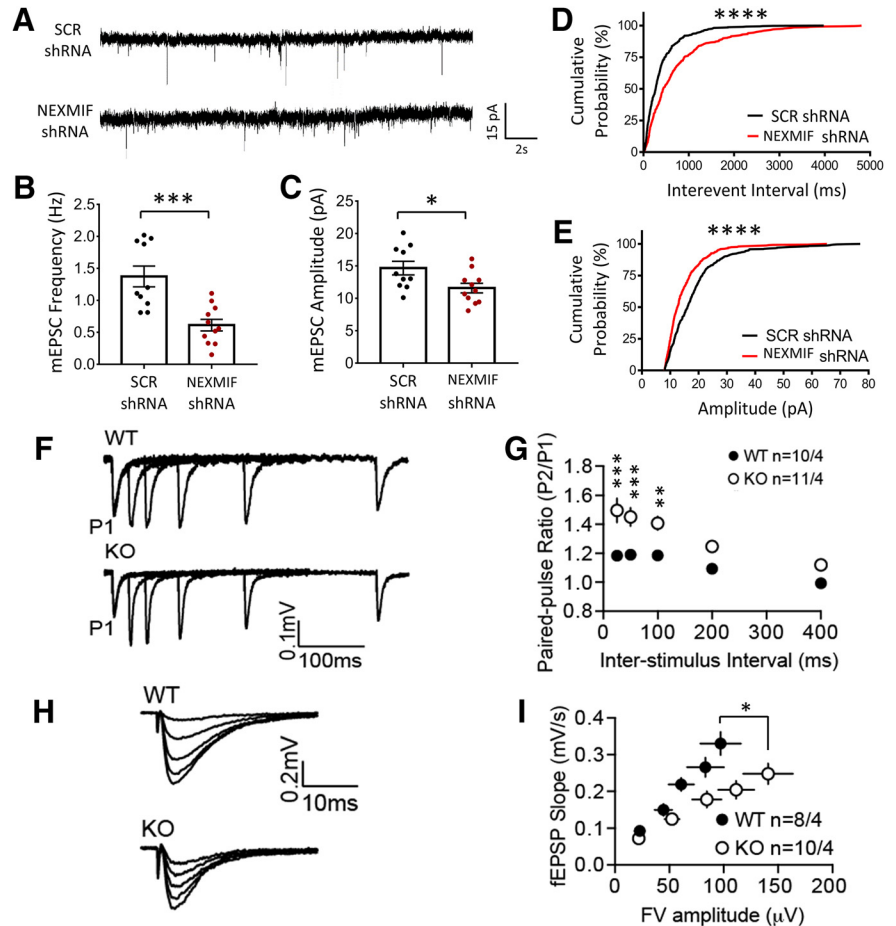 A
SCR
shRNA
NEXMIF
shRNA
15 pA
2s
B
mEPSC Frequency (Hz)
2.5
2.0
1.5
1.0
0.5
0.0
***
SCR
shRNA
NEXMIF
shRNA
C
mEPSC Amplitude (pA)
25
20
15
10
5
0
*
SCR
shRNA
NEXMIF
shRNA
D
Cumulative
Probability (%)
100
75
50
25
0
****
SCR shRNA
NEXMIF shRNA
0 1000 2000 3000 4000 5000
Interevent Interval (ms)
E
Cumulative
Probability (%)
100
75
50
25
0
****
SCR shRNA
NEXMIF shRNA
0 10 20 30 40 50 60 70 80
Amplitude (pA)
F
WT
P1
KO
P1
0.1mV
100ms
G
Paired-pulse Ratio (P2/P1)
1.8
1.6
1.4
1.2
1.0
0.8
***
***
**
WT n=10/4
KO n=11/4
0 100 200 300 400
Inter-stimulus Interval (ms)
H
WT
KO
0.2mV
10ms
I
fEPSP Slope (mV/s)
0.4
0.3
0.2
0.1
0.0
*
WT n=8/4
KO n=10/4
0 50 100 150 200
FV amplitude (μV)